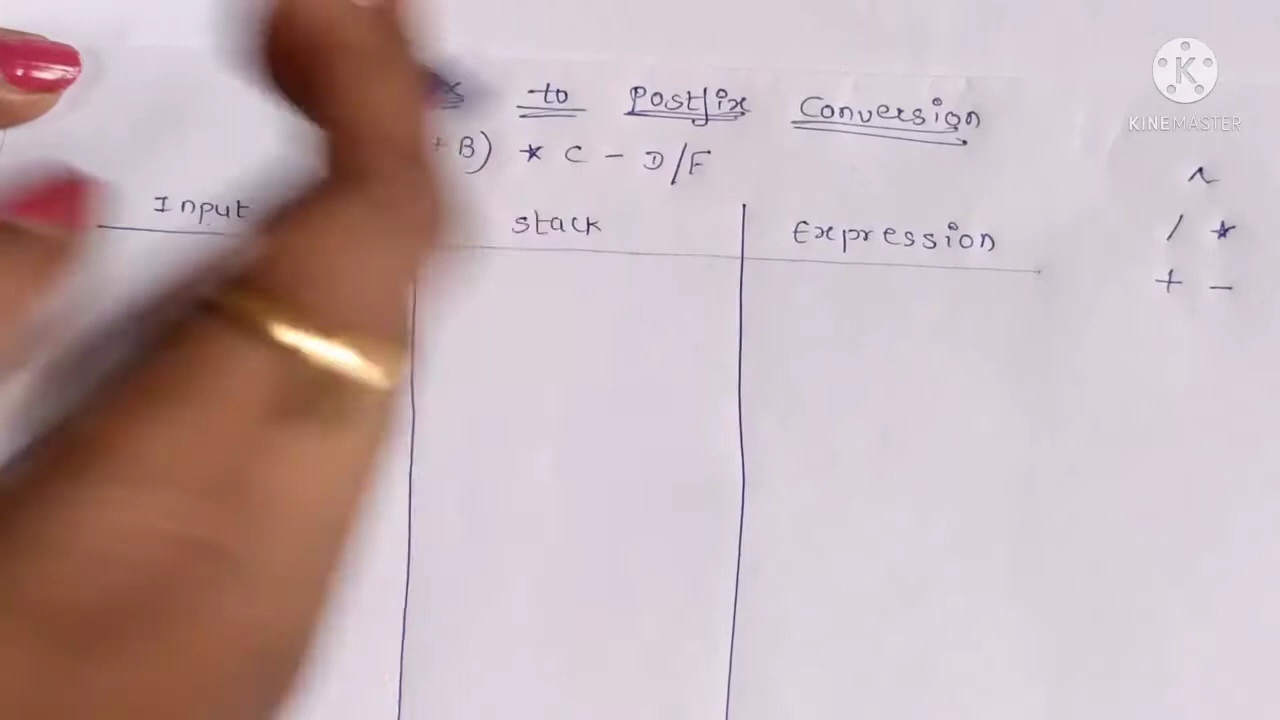 to Postfix Conversion
+ B) * C - D/F
Input Stack Expression
^
/ *
+ -
K
KINEMASTER